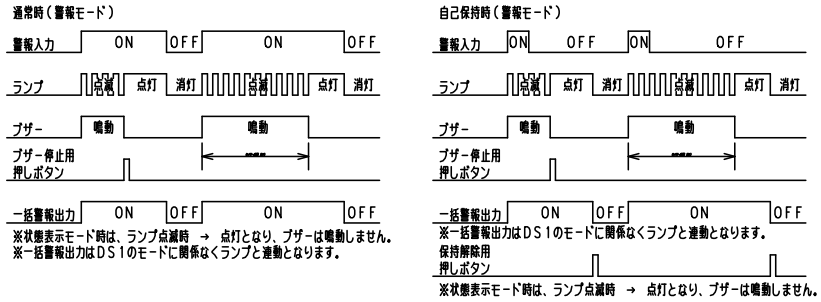 通常時(警報モード)
警報入力 ON OFF ON OFF
ランプ 点滅 点灯 消灯 点滅 点灯 消灯
ブザー 鳴動 鳴動
ブザー停止用
押しボタン
一括警報出力 ON OFF ON OFF
※状態表示モード時は、ランプ点滅時 → 点灯となり、ブザーは鳴動しません。
※一括警報出力はDS1のモードに関係なくランプと連動となります。
自己保持時(警報モード)
警報入力 ON OFF ON OFF
ランプ 点滅 点灯 消灯 点滅 点灯 消灯
ブザー 鳴動 鳴動
ブザー停止用
押しボタン
一括警報出力 ON OFF ON OFF
※一括警報出力はDS1のモードに関係なくランプと連動となります。
保持解除用
押しボタン
※状態表示モード時は、ランプ点滅時 → 点灯となり、ブザーは鳴動しません。